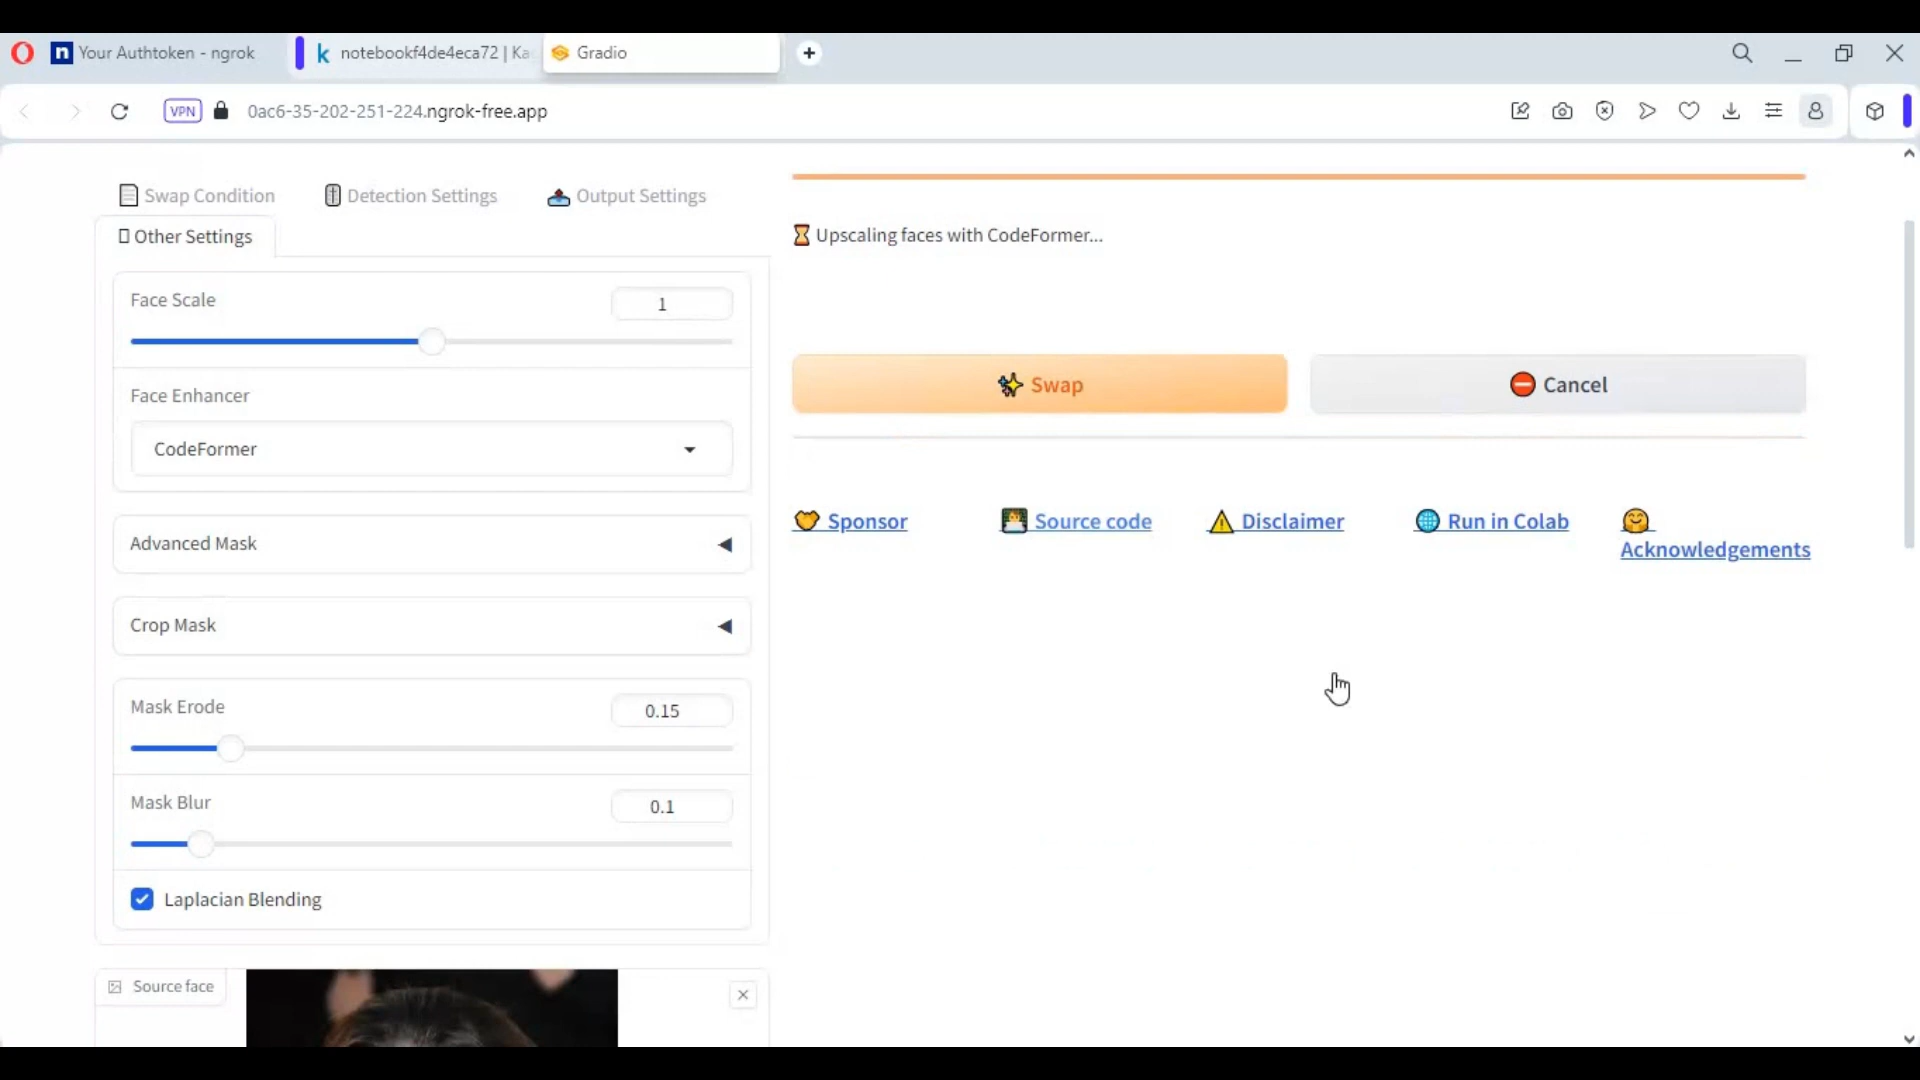 Your Authtoken - ngrok
notebookf4de4eca72 | Ka
Gradio
VPN
0ac6-35-202-251-224.ngrok-free.app
Swap Condition
Detection Settings
Output Settings
Other Settings
Face Scale
1
Face Enhancer
CodeFormer
Advanced Mask
Crop Mask
Mask Erode
0.15
Mask Blur
0.1
Laplacian Blending
Source face
Upscaling faces with CodeFormer...
Swap
Cancel
Sponsor
Source code
Disclaimer
Run in Colab
Acknowledgements